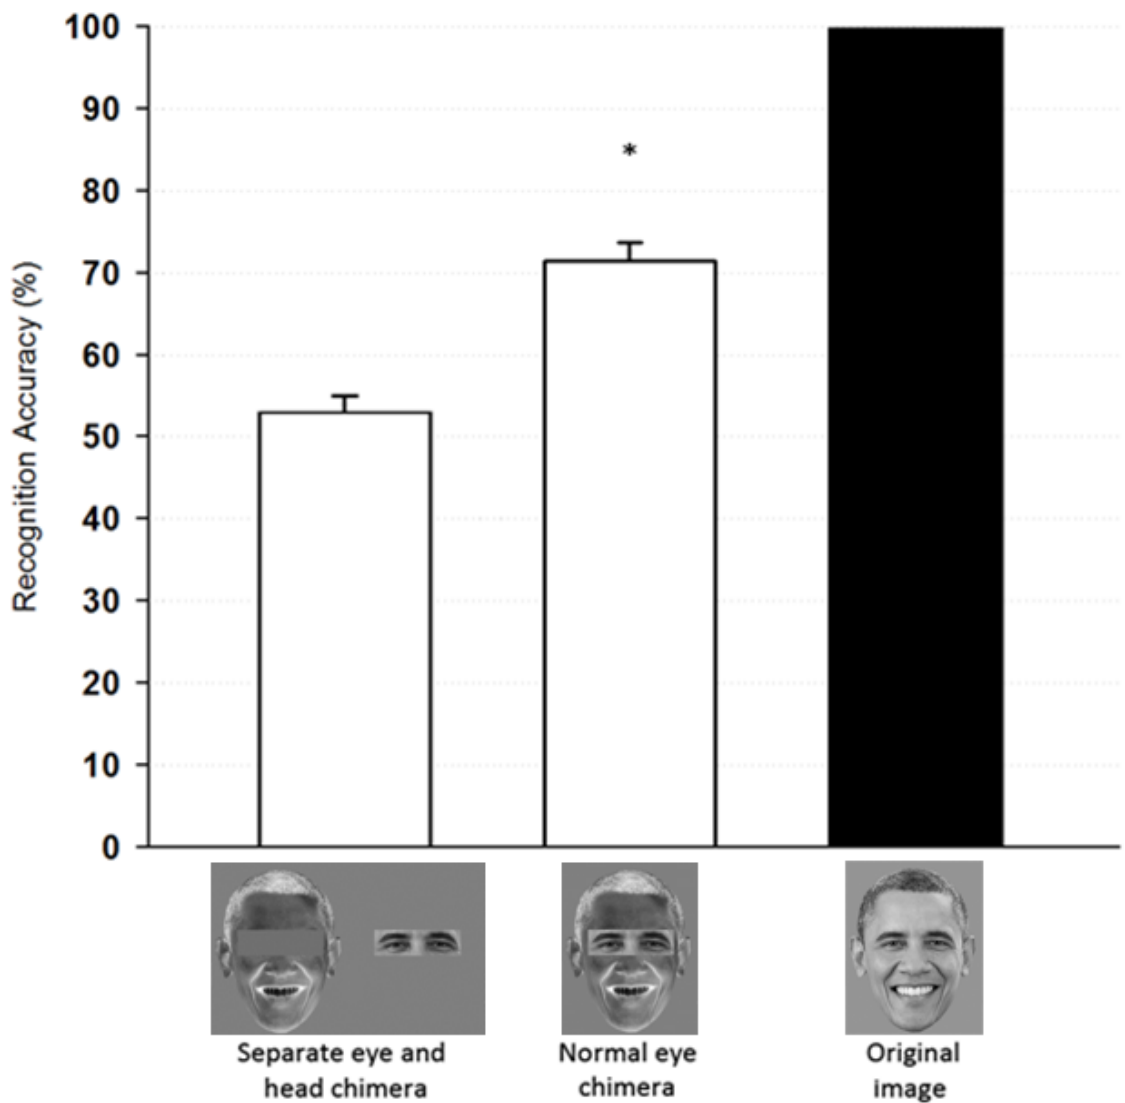 100
90
*
80
70
60
50
40
30
20
10
0
Recognition Accuracy (%)
Separate eye and
head chimera
Normal eye
chimera
Original
image